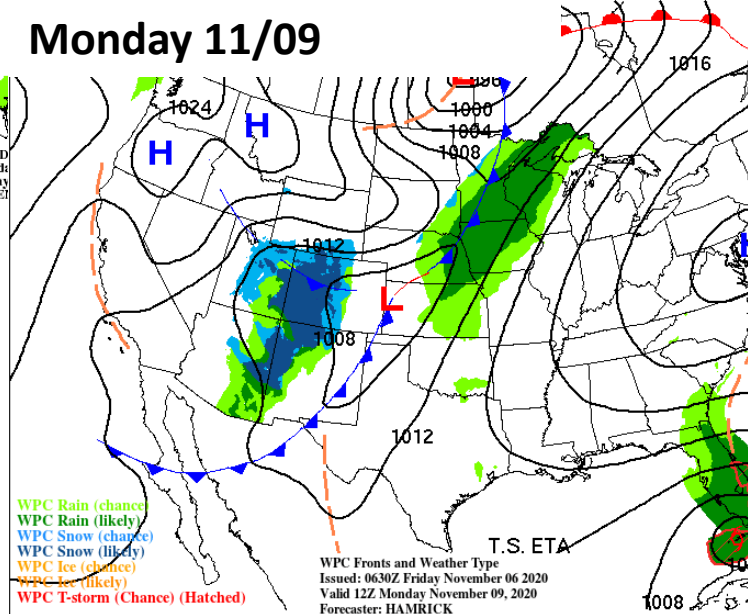 Monday 11/09
1016
996
1024
1000
1004
1008
H
H
1012
L
1008
1012
WPC Rain (chance)
WPC Rain (likely)
WPC Snow (chance)
WPC Snow (likely)
WPC Ice (chance)
WPC Ice (likely)
WPC T-storm (Chance) (Hatched)
T.S. ETA
WPC Fronts and Weather Type
Issued: 0630Z Friday November 06 2020
Valid 12Z Monday November 09, 2020
Forecaster: HAMRICK
1008